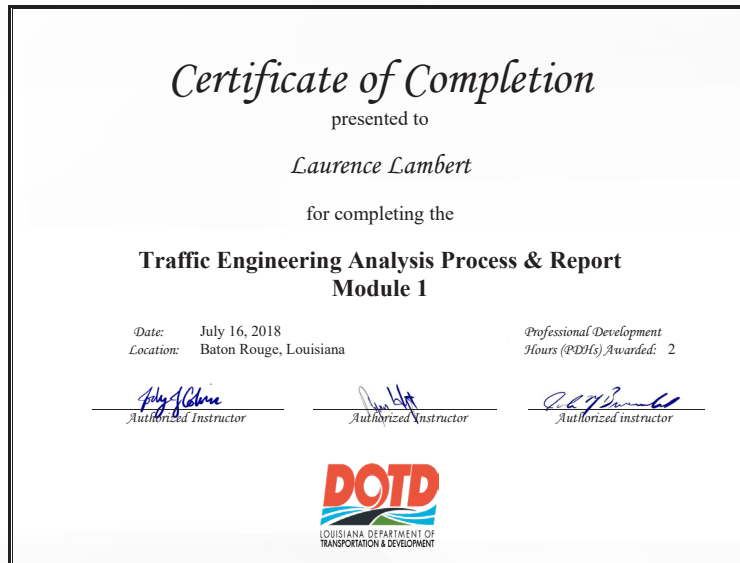 Certificate of Completion
presented to
Laurence Lambert
for completing the
Traffic Engineering Analysis Process & Report
Module 1
Date: July 16, 2018
Location: Baton Rouge, Louisiana
Professional Development
Hours (PDHs) Awarded: 2
Authorized Instructor
Authorized Instructor
Authorized instructor
DOTD
LOUISIANA DEPARTMENT OF
TRANSPORTATION & DEVELOPMENT